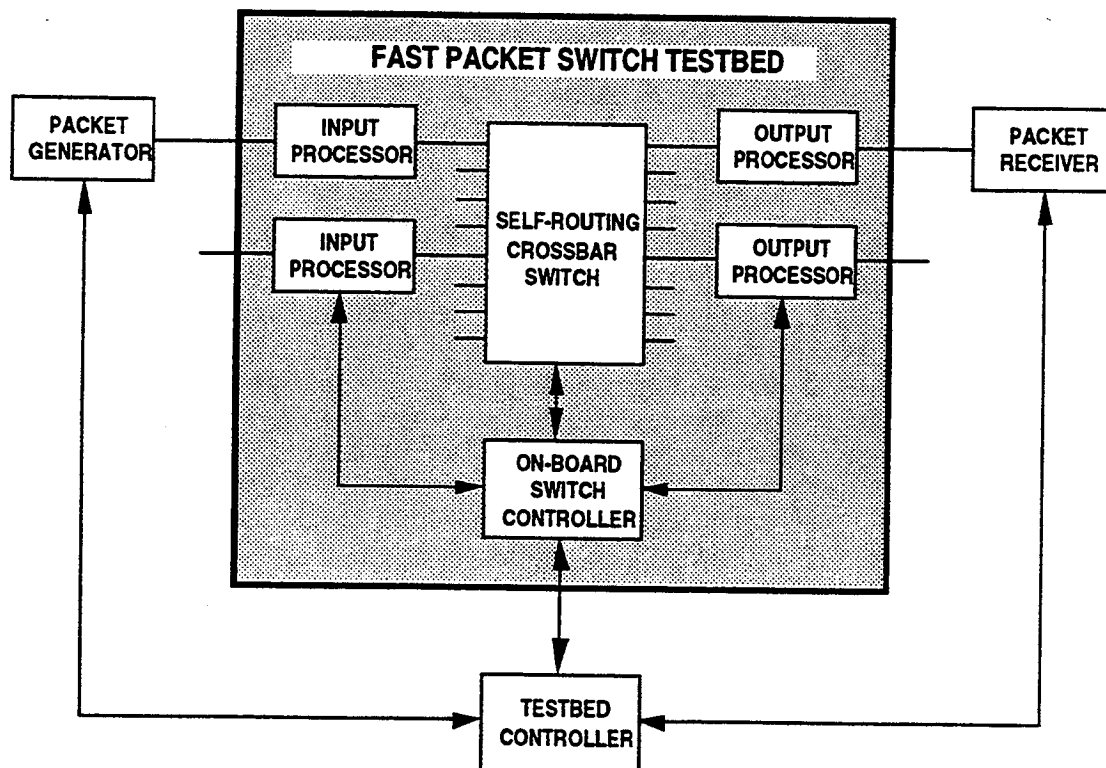 FAST PACKET SWITCH TESTBED
PACKET
GENERATOR
INPUT
PROCESSOR
OUTPUT
PROCESSOR
PACKET
RECEIVER
INPUT
PROCESSOR
SELF-ROUTING
CROSSBAR
SWITCH
OUTPUT
PROCESSOR
ON-BOARD
SWITCH
CONTROLLER
TESTBED
CONTROLLER